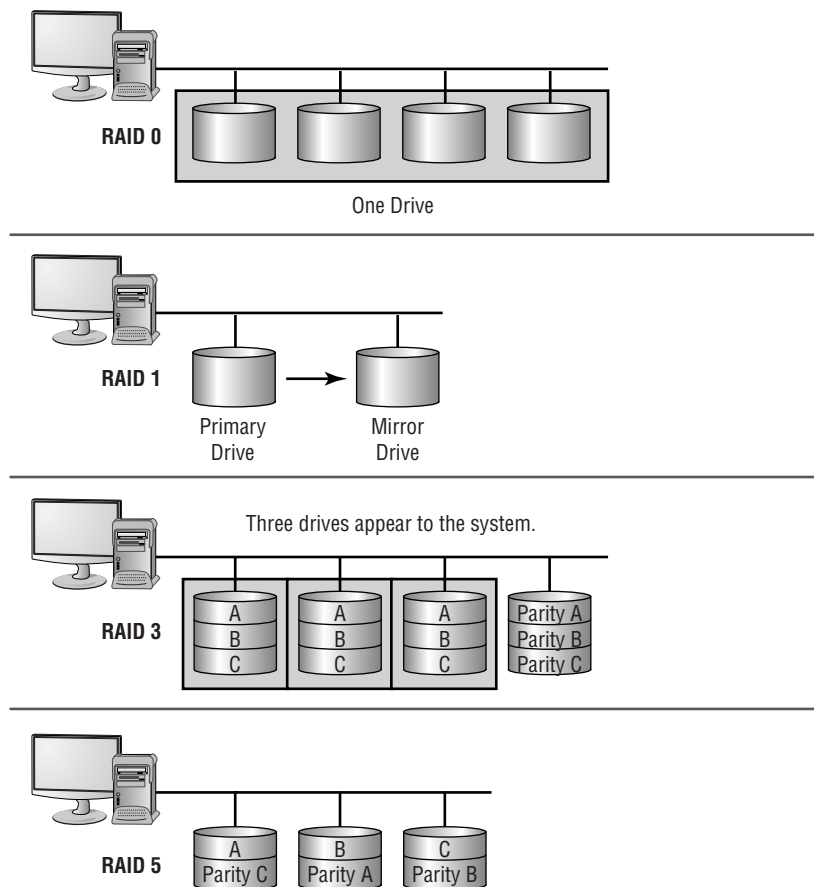 RAID 0
One Drive
RAID 1
Primary
Drive
Mirror
Drive
Three drives appear to the system.
RAID 3
A
B
C
A
B
C
A
B
C
Parity A
Parity B
Parity C
RAID 5
A
Parity C
B
Parity A
C
Parity B